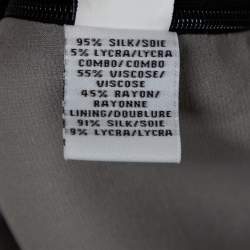 95% SILK/SOIE
5% LYCRA/LYCRA
COMBO/COMBO
55% VISCOSE/
VISCOSE
45% RAYON/
RAYONNE
LINING/DOUBLURE
91% SILK/SOIE
9% LYCRA/LYCRA